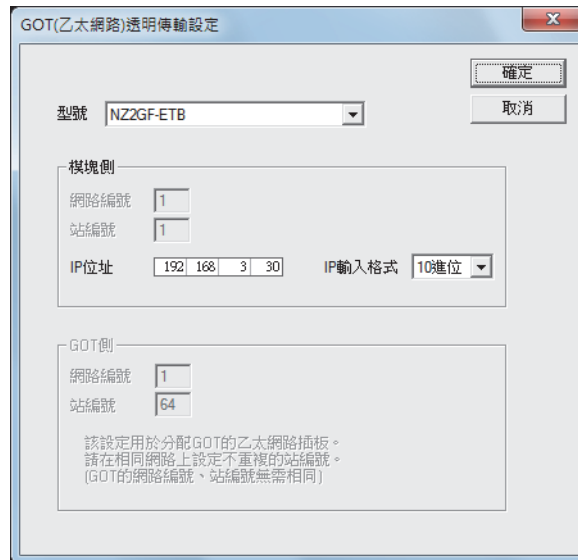 GOT(乙太網路)透明傳輸設定
確定
型號 NZ2GF-ETB
取消
模塊側
網路編號 1
站編號 1
IP位址 192 168 3 30 IP輸入格式 10進位
GOT側
網路編號 1
站編號 64
該設定用於分配GOT的乙太網路插板。
請在相同網路上設定不重複的站編號。
(GOT的網路編號、站編號無需相同)